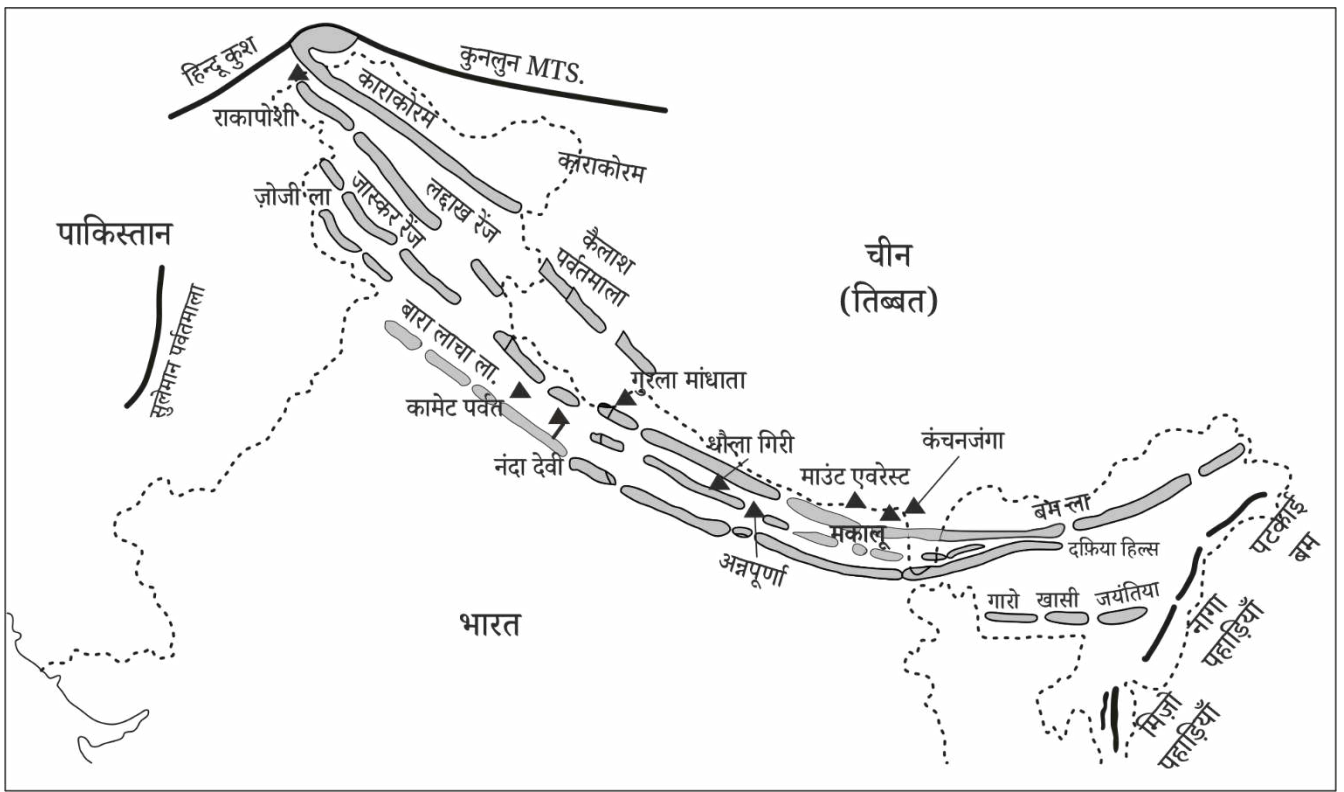 हिन्दू कुश
कुनलुन MTS.
काराकोरम
राकापोशी
काराकोरम
ज़ोजी ला
जास्कर रेंज
लद्दाख रेंज
पाकिस्तान
कैलाश
पर्वतमाला
चीन
(तिब्बत)
सुलेमान पर्वतमाला
बारा लाचा ला.
गुरला मांधाता
कामेट पर्वत
नंदा देवी
धौला गिरी
माउंट एवरेस्ट
कंचनजंगा
मकालू
बम ला
दफ़िया हिल्स
पटकाई
बम
अन्नपूर्णा
गारो
खासी
जयंतिया
भारत
नागा
पहाड़ियाँ
मिज़ो
पहाड़ियाँ